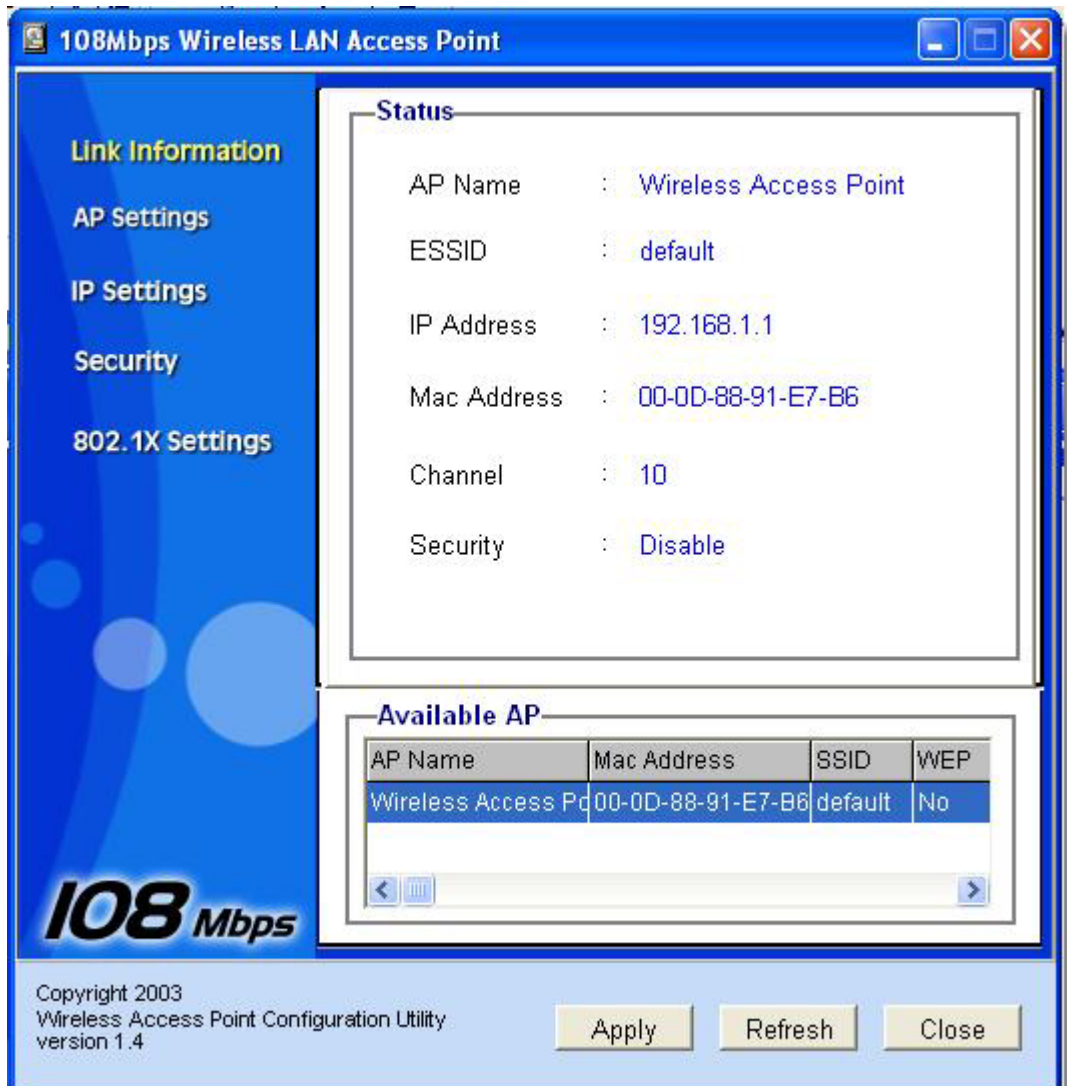 108Mbps Wireless LAN Access Point
Link Information
AP Settings
IP Settings
Security
802.1X Settings
108 Mbps
Status
AP Name : Wireless Access Point
ESSID : default
IP Address : 192.168.1.1
Mac Address : 00-0D-88-91-E7-B6
Channel : 10
Security : Disable
Available AP
AP Name Mac Address SSID WEP
Wireless Access Po 00-0D-88-91-E7-B6 default No
Copyright 2003
Wireless Access Point Configuration Utility
version 1.4
Apply Refresh Close